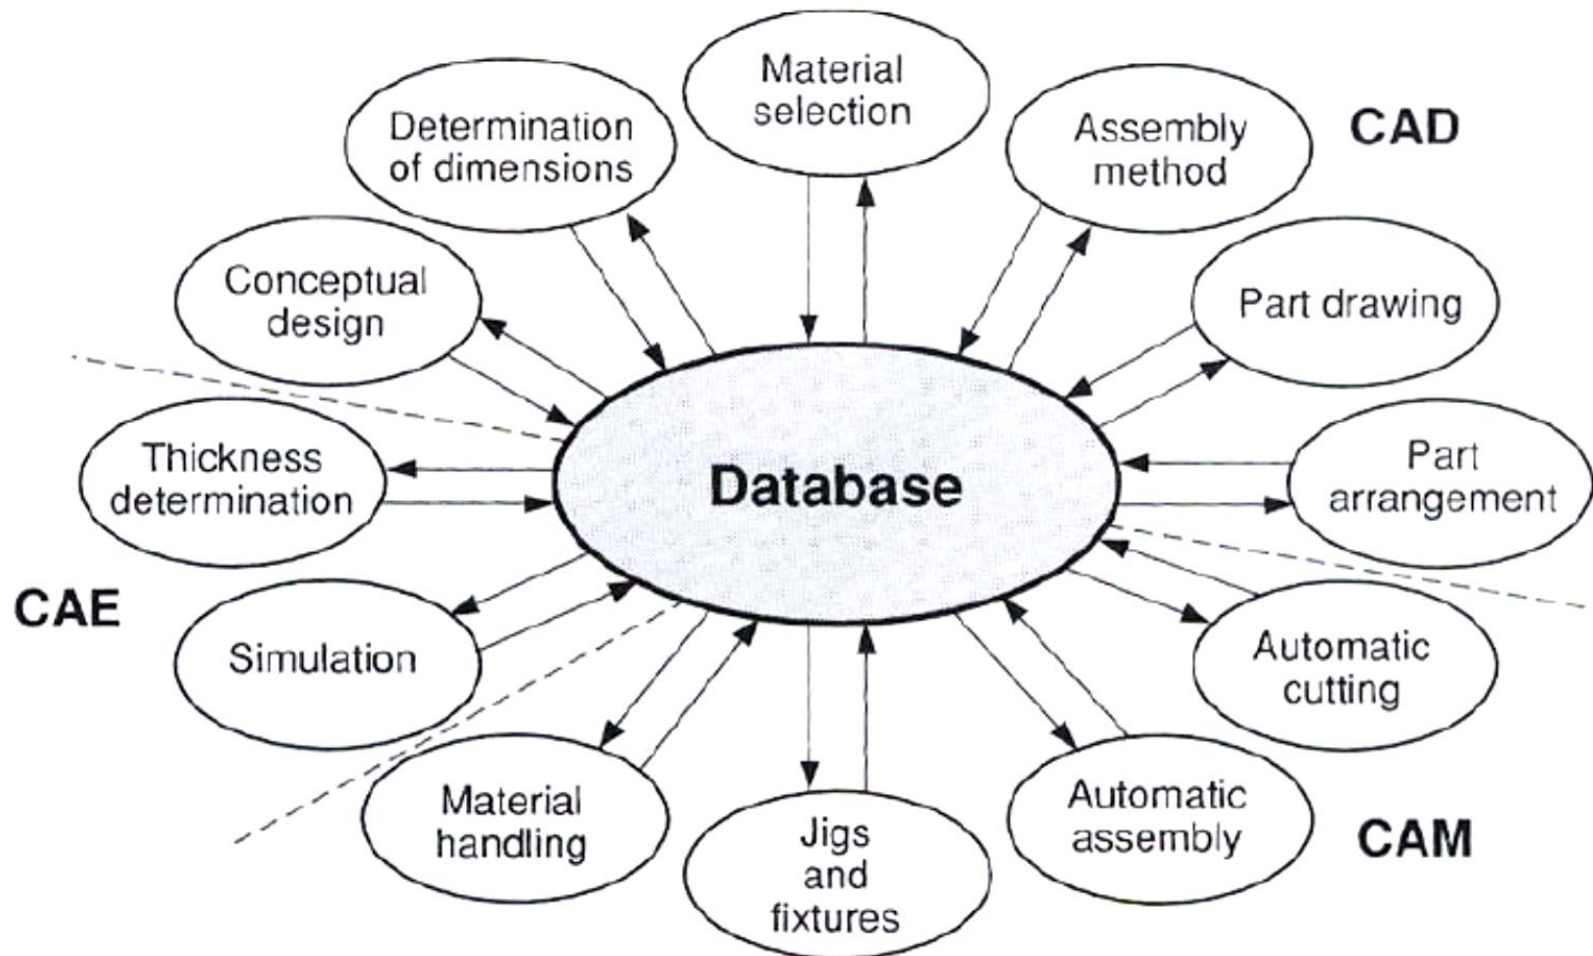 Material
selection
Determination
of dimensions
Assembly
method
CAD
Conceptual
design
Part drawing
Thickness
determination
Database
Part
arrangement
CAE
Simulation
Automatic
cutting
Material
handling
Jigs
and
fixtures
Automatic
assembly
CAM